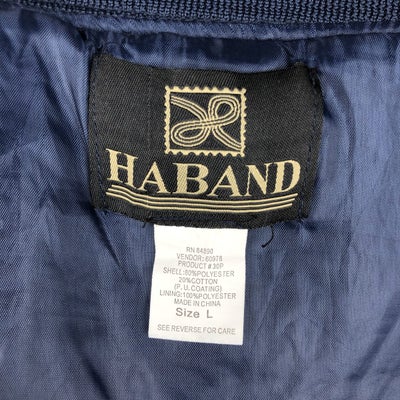 HABAND
RN 84890
VENDOR: 60978
PRODUCT # 30P
SHELL: 80% POLYESTER
20% COTTON
(P. U. COATING)
LINING: 100% POLYESTER
MADE IN CHINA
Size L
SEE REVERSE FOR CARE